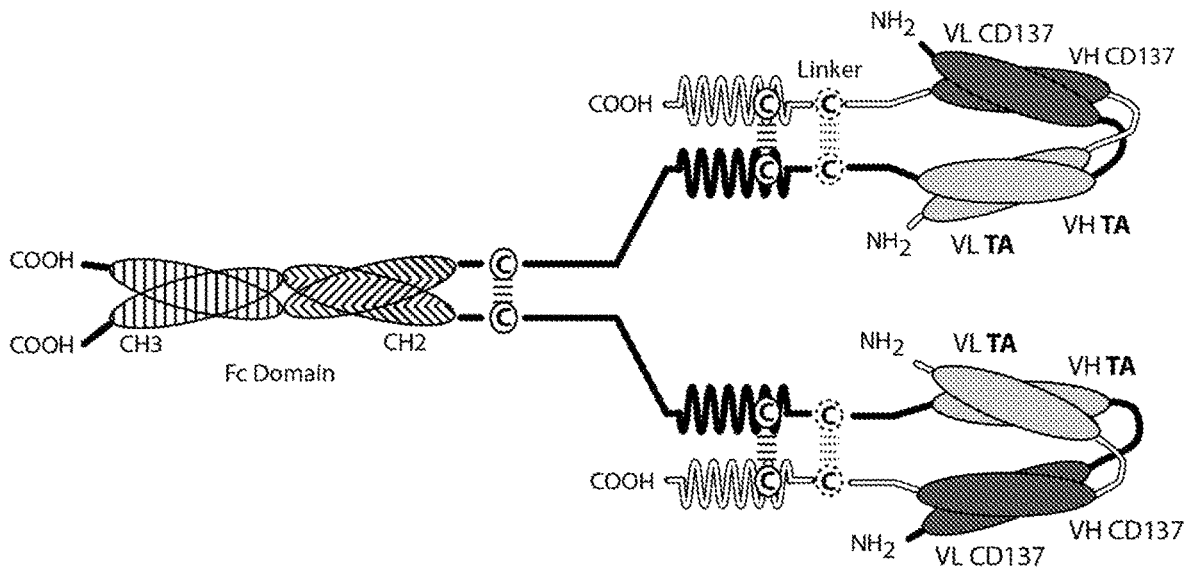 NH2
VL CD137
VH CD137
Linker
COOH
C
C
C
C
VH TA
NH2
VL TA
COOH
C
C
COOH
CH3
CH2
Fc Domain
NH2
VL TA
VH TA
C
C
COOH
C
C
VH CD137
NH2
VL CD137